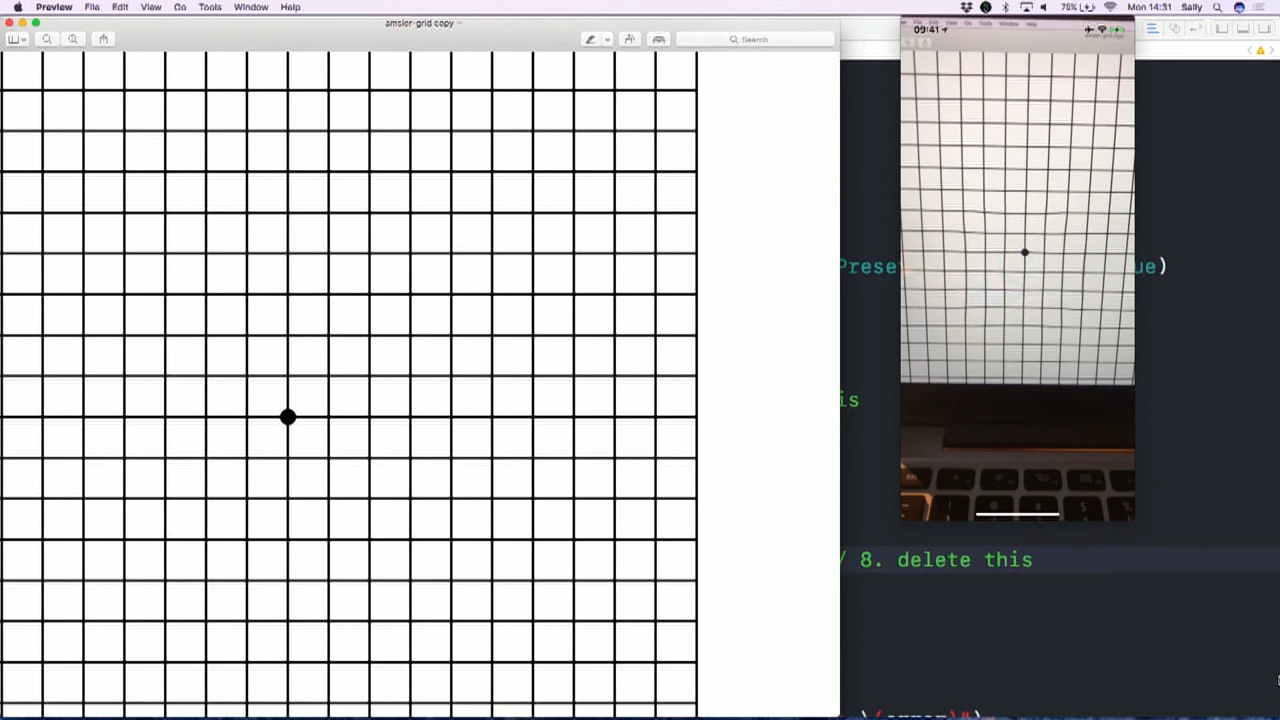 Preview File Edit View Go Tools Window Help 79% Mon 14:31 Sally
amsler-grid copy
Search
09:41
Prese ue)
is
/ 8. delete this